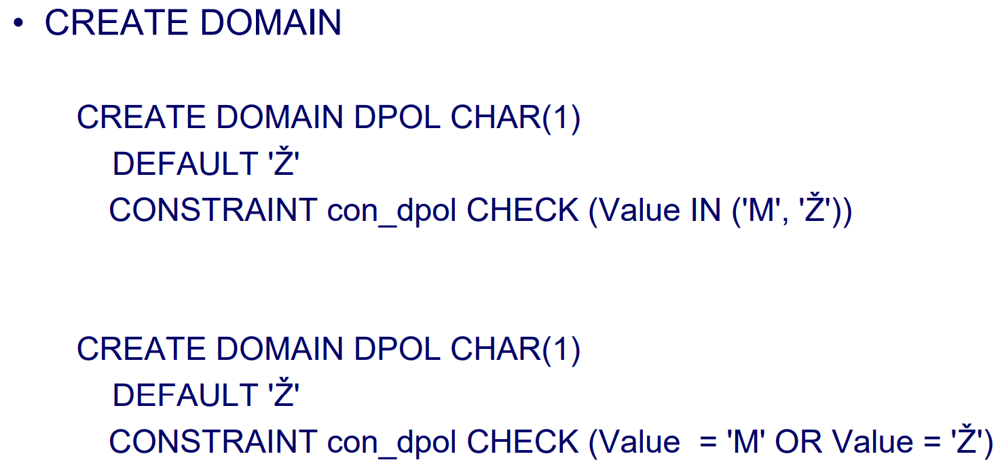 • CREATE DOMAIN
CREATE DOMAIN DPOL CHAR(1)
DEFAULT 'Ž'
CONSTRAINT con_dpol CHECK (Value IN ('M', 'Ž'))
CREATE DOMAIN DPOL CHAR(1)
DEFAULT 'Ž'
CONSTRAINT con_dpol CHECK (Value  = 'M' OR Value = 'Ž')